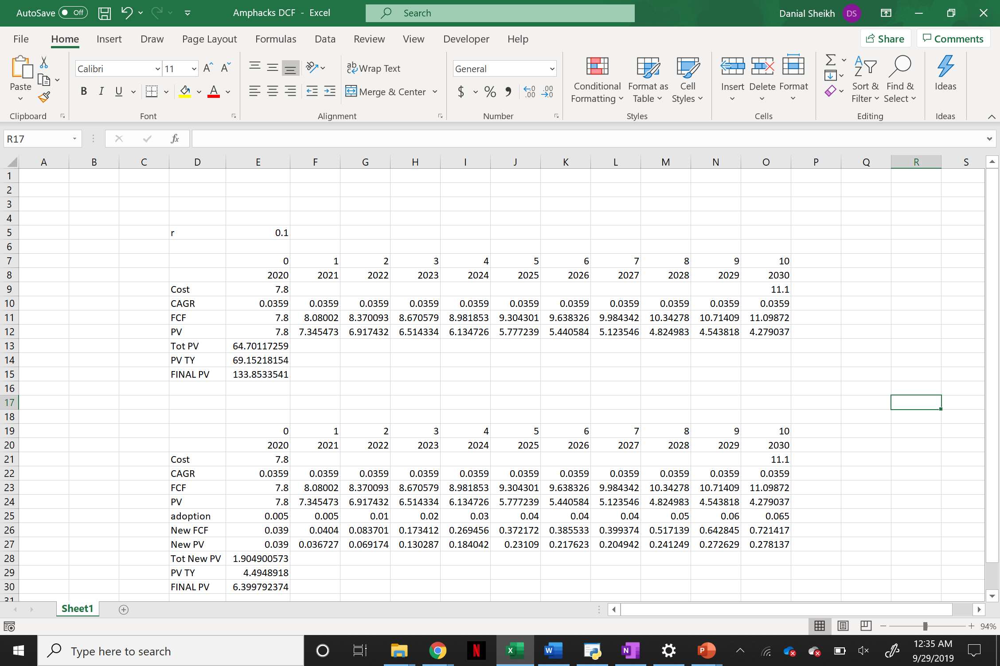 AutoSave Off Amphacks DCF - Excel Search Danial Sheikh DS
File Home Insert Draw Page Layout Formulas Data Review View Developer Help Share Comments
Paste Calibri 11 A A Wrap Text General Conditional Formatting Format as Table Cell Styles Insert Delete Format Sort & Filter Find & Select Ideas
B I U A Merge & Center $ % 9
Clipboard Font Alignment Number Styles Cells Editing Ideas
R17 fx
A B C D E F G H I J K L M N O P Q R S
1
2
3
4
5 r 0.1
6
7 0 1 2 3 4 5 6 7 8 9 10
8 2020 2021 2022 2023 2024 2025 2026 2027 2028 2029 2030
9 Cost 7.8 11.1
10 CAGR 0.0359 0.0359 0.0359 0.0359 0.0359 0.0359 0.0359 0.0359 0.0359 0.0359 0.0359
11 FCF 7.8 8.08002 8.370093 8.670579 8.981853 9.304301 9.638326 9.984342 10.34278 10.71409 11.09872
12 PV 7.8 7.345473 6.917432 6.514334 6.134726 5.777239 5.440584 5.123546 4.824983 4.543818 4.279037
13 Tot PV 64.70117259
14 PV TY 69.15218154
15 FINAL PV 133.8533541
16
17
18
19 0 1 2 3 4 5 6 7 8 9 10
20 2020 2021 2022 2023 2024 2025 2026 2027 2028 2029 2030
21 Cost 7.8 11.1
22 CAGR 0.0359 0.0359 0.0359 0.0359 0.0359 0.0359 0.0359 0.0359 0.0359 0.0359 0.0359
23 FCF 7.8 8.08002 8.370093 8.670579 8.981853 9.304301 9.638326 9.984342 10.34278 10.71409 11.09872
24 PV 7.8 7.345473 6.917432 6.514334 6.134726 5.777239 5.440584 5.123546 4.824983 4.543818 4.279037
25 adoption 0.005 0.005 0.01 0.02 0.03 0.04 0.04 0.04 0.05 0.06 0.065
26 New FCF 0.039 0.0404 0.083701 0.173412 0.269456 0.372172 0.385533 0.399374 0.517139 0.642845 0.721417
27 New PV 0.039 0.036727 0.069174 0.130287 0.184042 0.23109 0.217623 0.204942 0.241249 0.272629 0.278137
28 Tot New PV 1.904900573
29 PV TY 4.4948918
30 FINAL PV 6.399792374
31
Sheet1
94%
Type here to search 12:35 AM
9/29/2019